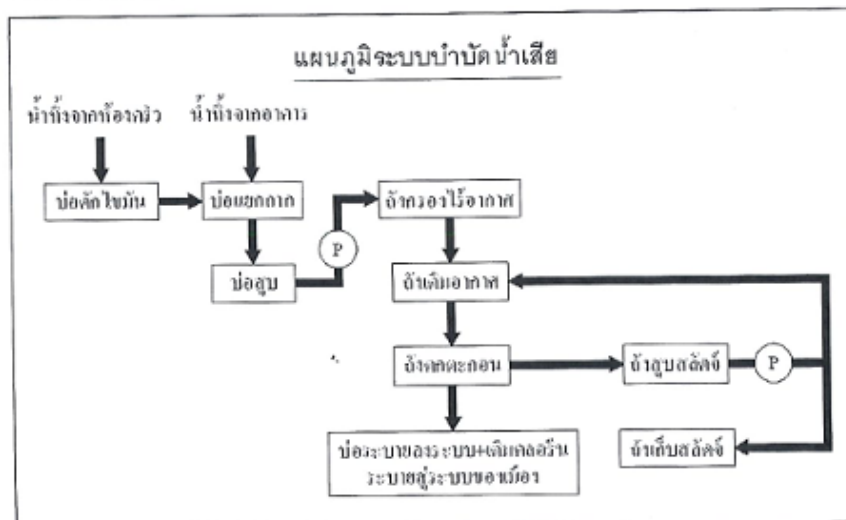 แผนภูมิระบบบำบัดน้ำเสีย
น้ำทิ้งจากห้องครัว
น้ำทิ้งจากอาคาร
บ่อดักไขมัน
บ่อแยกกาก
ถังกรองไร้อากาศ
P
บ่อสูบ
ถังเติมอากาศ
ถังตกตะกอน
ถังสูบสลัดจ์
P
บ่อระบายลงระบบ+เติมคลอรีน
ระบายสู่ระบบของเมือง
ถังเก็บสลัดจ์